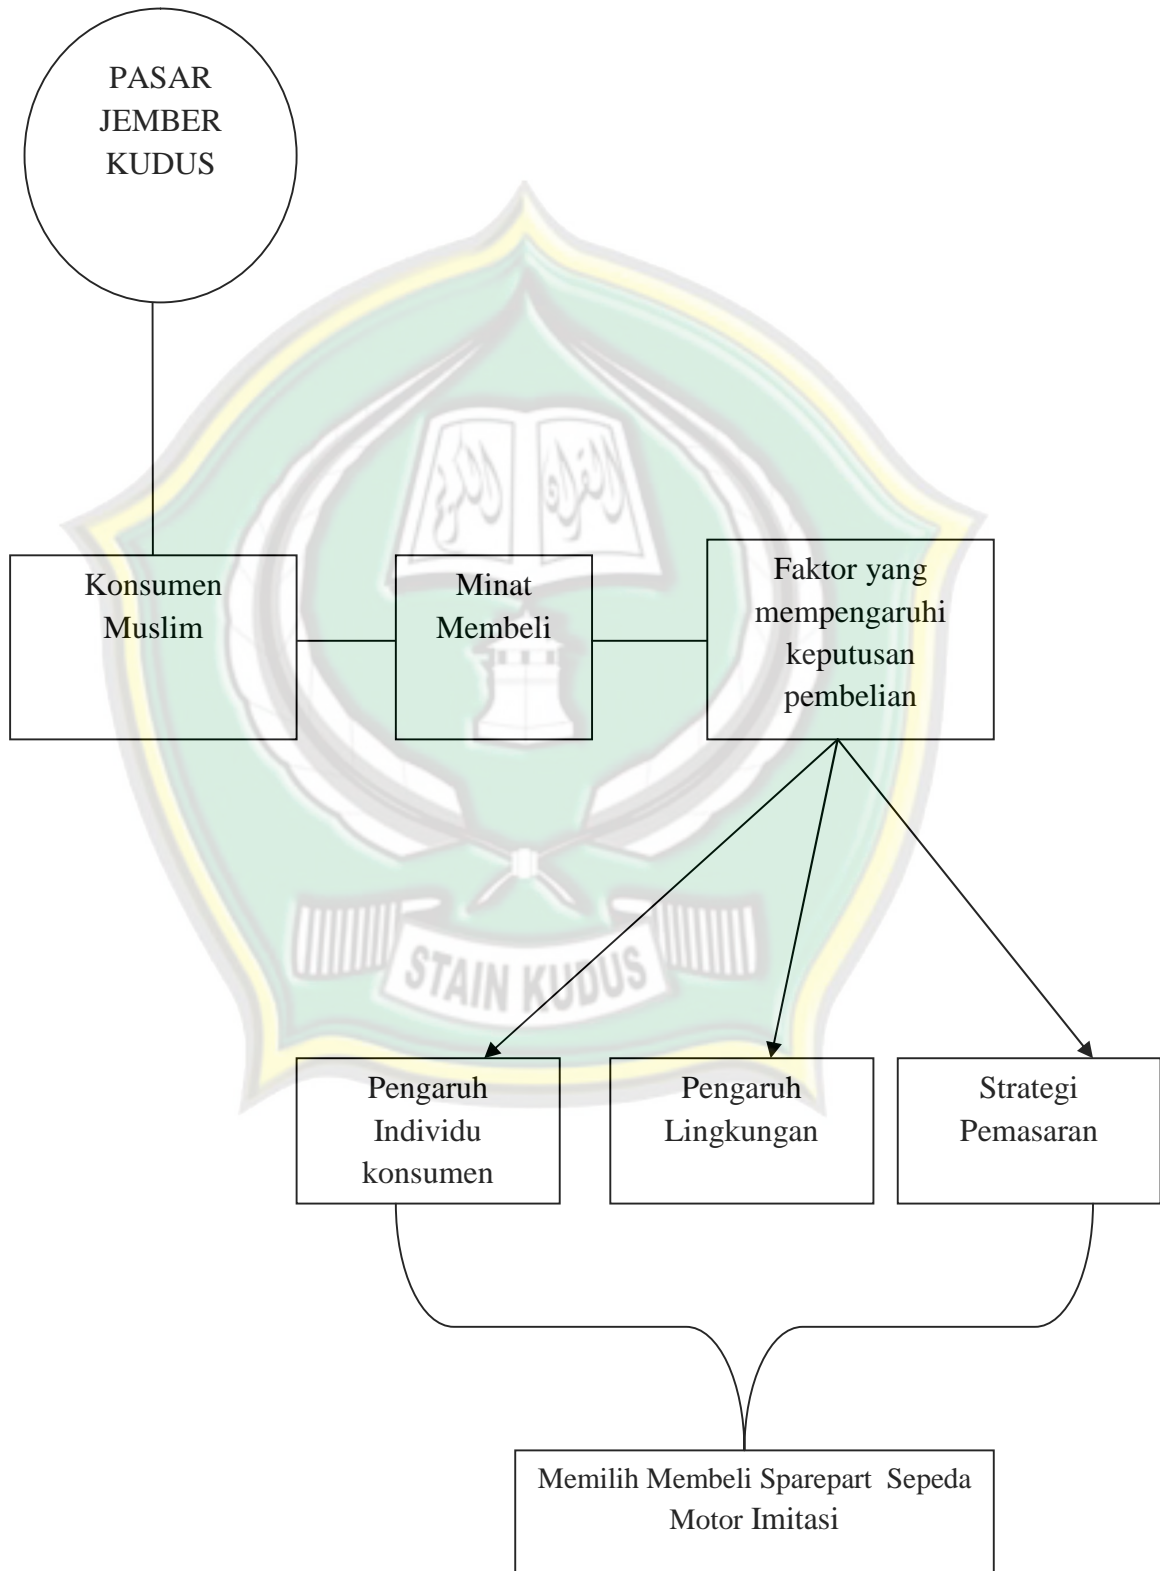 PASAR
JEMBER
KUDUS
Konsumen
Muslim
Minat
Membeli
Faktor yang
mempengaruhi
keputusan
pembelian
STAIN KUDUS
Pengaruh
Individu
konsumen
Pengaruh
Lingkungan
Strategi
Pemasaran
Memilih Membeli Sparepart Sepeda
Motor Imitasi